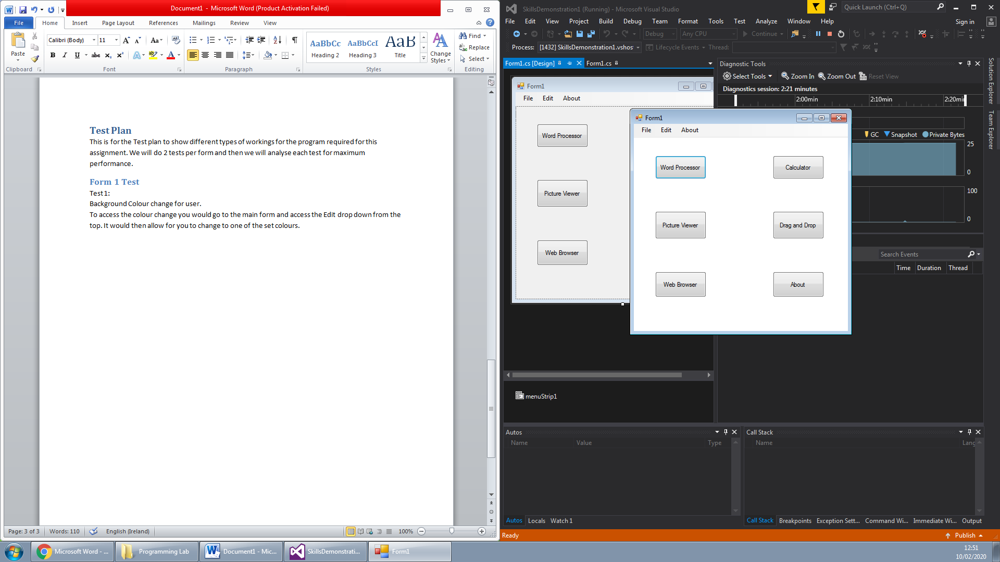 Document1 - Microsoft Word (Product Activation Failed)
File Home Insert Page Layout References Mailings Review View
Paste
Calibri (Body) 11
AaBbCc AaBbCcI AaB
Heading 2 Heading 3 Title
Change Styles
Find
Replace
Select
Clipboard Font Paragraph Styles Editing
Test Plan
This is for the Test plan to show different types of workings for the program required for this
assignment. We will do 2 tests per form and then we will analyse each test for maximum
performance.
Form 1 Test
Test 1:
Background Colour change for user.
To access the colour change you would go to the main form and access the Edit drop down from the
top. It would then allow for you to change to one of the set colours.
Page: 3 of 3 Words: 110 English (Ireland) 100%
SkillsDemonstration1 (Running) - Microsoft Visual Studio
Quick Launch (Ctrl+Q)
File Edit View Project Build Debug Team Format Tools Test Analyze Window Help Sign in
Debug Any CPU Continue
Process: [1432] SkillsDemonstration1.vshos Lifecycle Events Thread:
Form1.cs [Design] Form1.cs
Form1
File Edit About
Word Processor
Picture Viewer
Web Browser
menuStrip1
Diagnostic Tools
Select Tools Zoom In Zoom Out Reset View
Diagnostics session: 2:21 minutes
2:00min 2:10min 2:20mi
GC Snapshot Private Bytes
25
0
100
0
Search Events
Time Duration Thread
Form1
File Edit About
Word Processor Calculator
Picture Viewer Drag and Drop
Web Browser About
Solution Explorer
Team Explorer
Autos
Name Value Type
Autos Locals Watch 1
Call Stack
Name Lang
Call Stack Breakpoints Exception Sett... Command Wi... Immediate Wi... Output
Ready Publish
Microsoft Word - ... Programming Lab Document1 - Mic... SkillsDemonstrati... Form1
12:51
10/02/2020